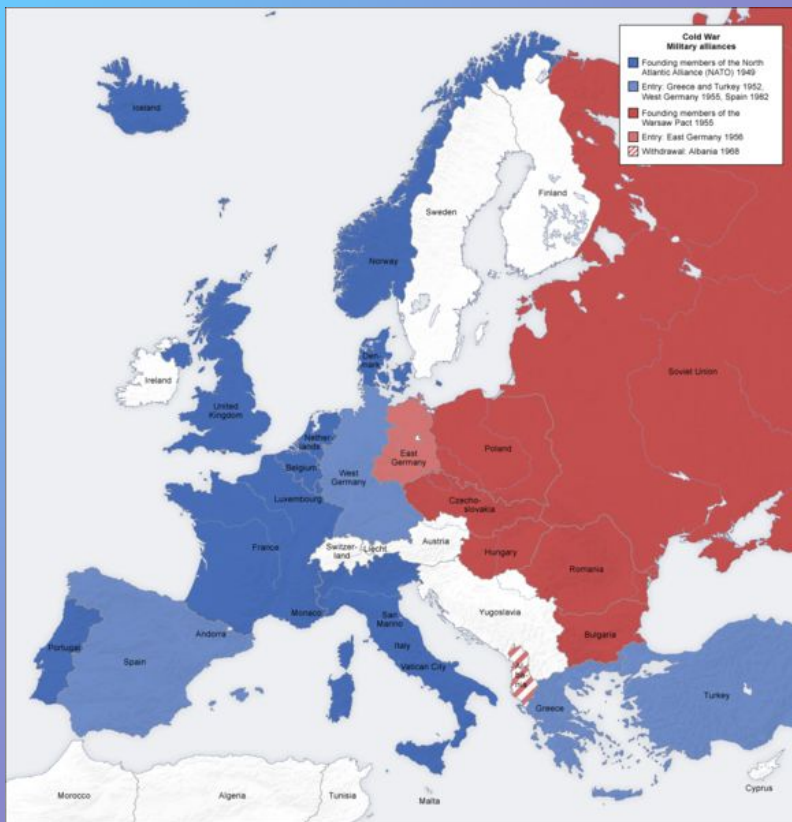 Cold War
Military alliances
Founding members of the North
Atlantic Alliance (NATO) 1949
Entry: Greece and Turkey 1952,
West Germany 1955, Spain 1982
Founding members of the
Warsaw Pact 1955
Entry: East Germany 1956
Withdrawal: Albania 1968
Iceland
Sweden
Finland
Norway
Den-
mark
Soviet Union
Ireland
United
Kingdom
Nether-
lands
Belgium
West
Germany
East
Germany
Poland
Luxembourg
Czecho-
slovakia
France
Switzer-
land
Liecht
Austria
Hungary
Romania
Yugoslavia
Monaco
San
Marino
Bulgaria
Andorra
Portugal
Spain
Italy
Vatican City
Greece
Turkey
Morocco
Algeria
Tunisia
Malta
Cyprus